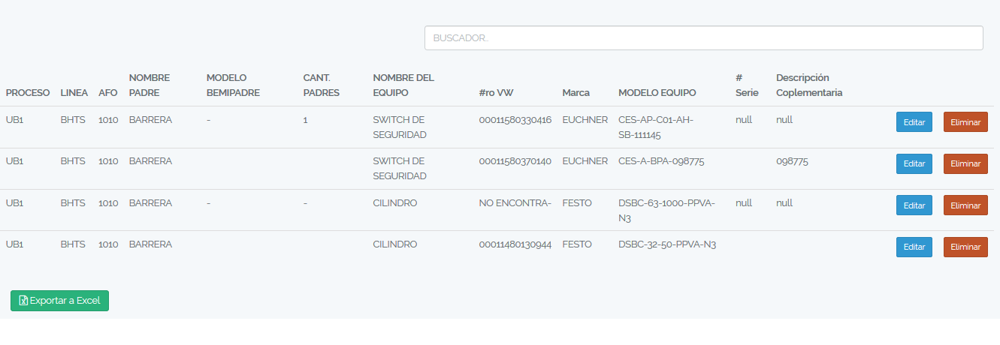 BUSCADOR..
PROCESO LINEA AFO NOMBRE PADRE MODELO BEMIPADRE CANT. PADRES NOMBRE DEL EQUIPO #ro VW Marca MODELO EQUIPO # Serie Descripción Coplementaria
UB1 BHTS 1010 BARRERA - 1 SWITCH DE SEGURIDAD 00011580330416 EUCHNER CES-AP-C01-AH-SB-111145 null null Editar Eliminar
UB1 BHTS 1010 BARRERA SWITCH DE SEGURIDAD 00011580370140 EUCHNER CES-A-BPA-098775 098775 Editar Eliminar
UB1 BHTS 1010 BARRERA - - CILINDRO NO ENCONTRA- FESTO DSBC-63-1000-PPVA-N3 null null Editar Eliminar
UB1 BHTS 1010 BARRERA CILINDRO 00011480130944 FESTO DSBC-32-50-PPVA-N3 Editar Eliminar
Exportar a Excel